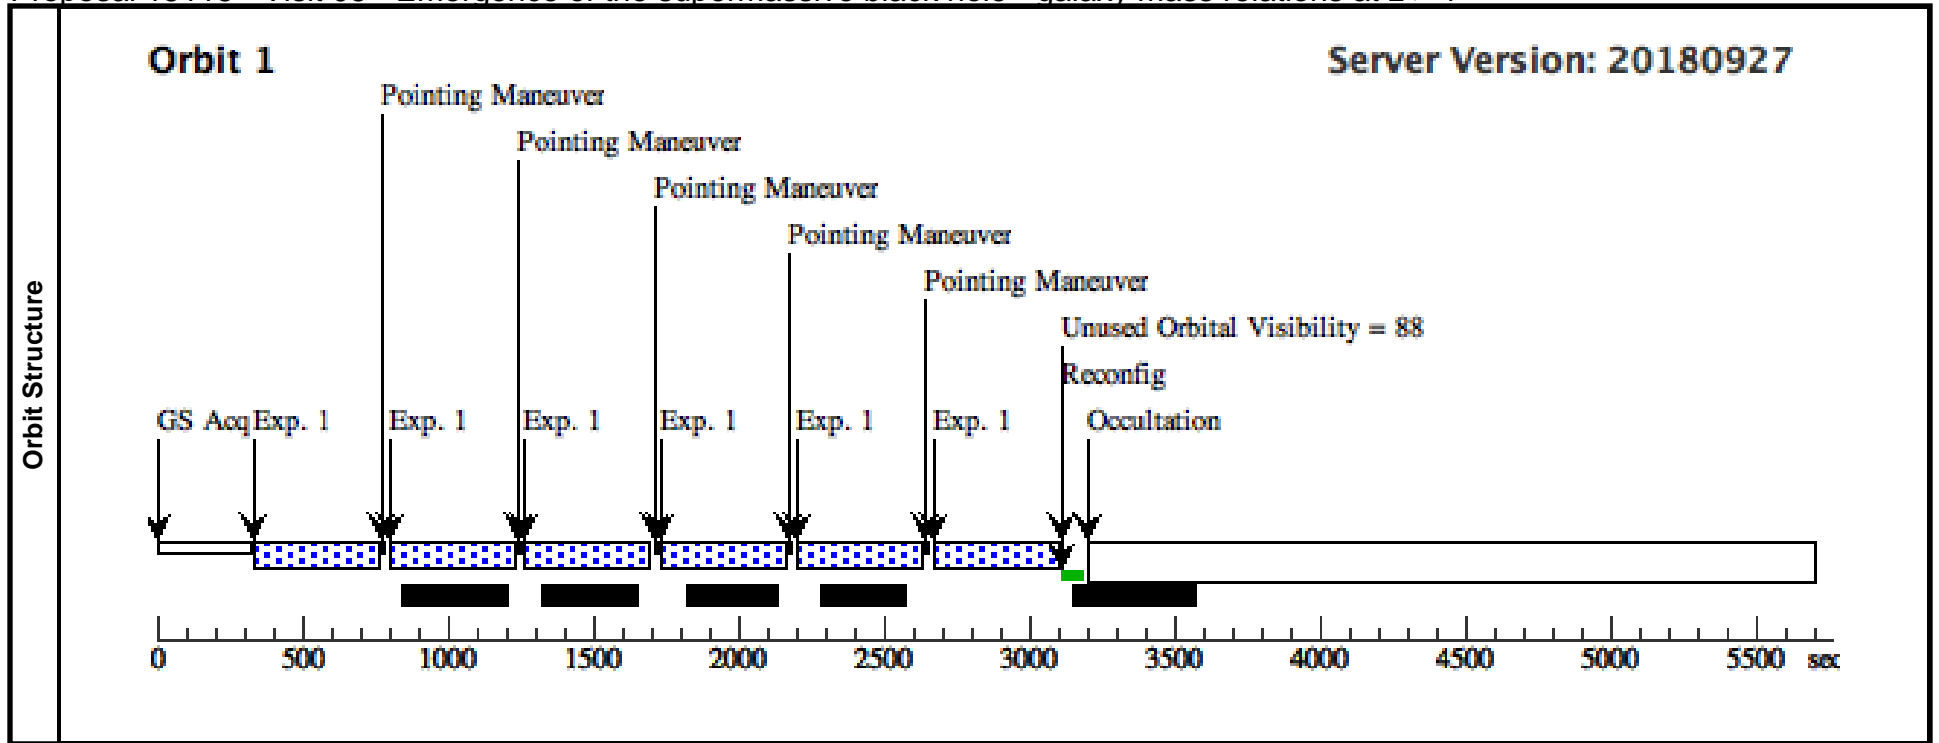 Orbit 1
Server Version: 20180927
Pointing Maneuver
Pointing Maneuver
Pointing Maneuver
Pointing Maneuver
Pointing Maneuver
Unused Orbital Visibility = 88
Reconfig
GS Acq Exp. 1 Exp. 1 Exp. 1 Exp. 1 Exp. 1 Exp. 1 Occultation
Orbit Structure
0 500 1000 1500 2000 2500 3000 3500 4000 4500 5000 5500 sec